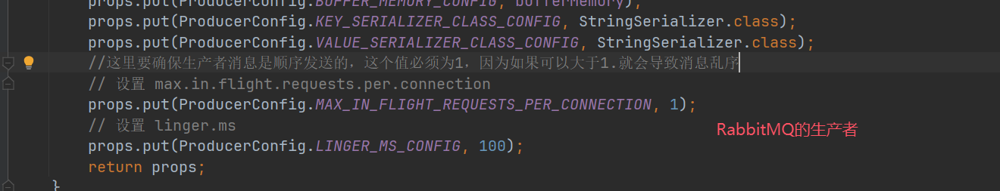 props.put(ProducerConfig.BUFFER_MEMORY_CONFIG, bufferMemory);
props.put(ProducerConfig.KEY_SERIALIZER_CLASS_CONFIG, StringSerializer.class);
props.put(ProducerConfig.VALUE_SERIALIZER_CLASS_CONFIG, StringSerializer.class);
//这里要确保生产者消息是顺序发送的，这个值必须为1，因为如果可以大于1.就会导致消息乱序
// 设置 max.in.flight.requests.per.connection
props.put(ProducerConfig.MAX_IN_FLIGHT_REQUESTS_PER_CONNECTION, 1);
// 设置 linger.ms
RabbitMQ的生产者
props.put(ProducerConfig.LINGER_MS_CONFIG, 100);
return props;
}